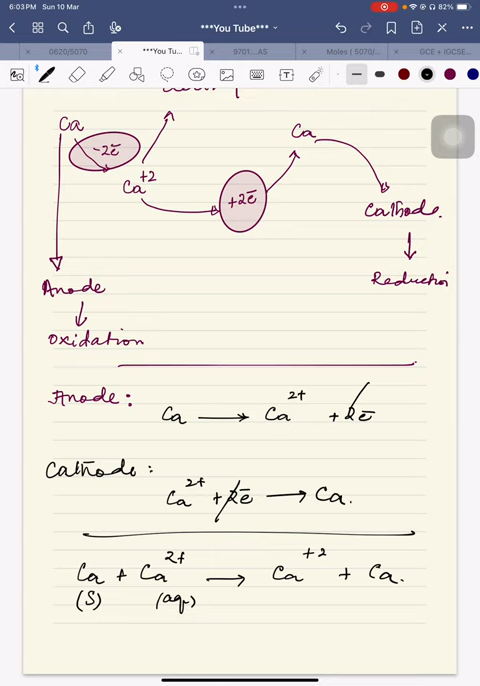 6:03 PM Sun 10 Mar
82%
***You Tube***
0620/5070
***You Tu...
9701....AS
Moles ( 5070/
GCE + IGCSE...
Ca
-2ē
Ca+2
+2ē
Ca
Cathode.
Reduction
Anode
Oxidation
Anode: Ca → Ca2+ + 2ē
Cathode: Ca2+ + 2ē → Ca.
Ca + Ca2+ → Ca+2 + Ca.
(S) (aq)